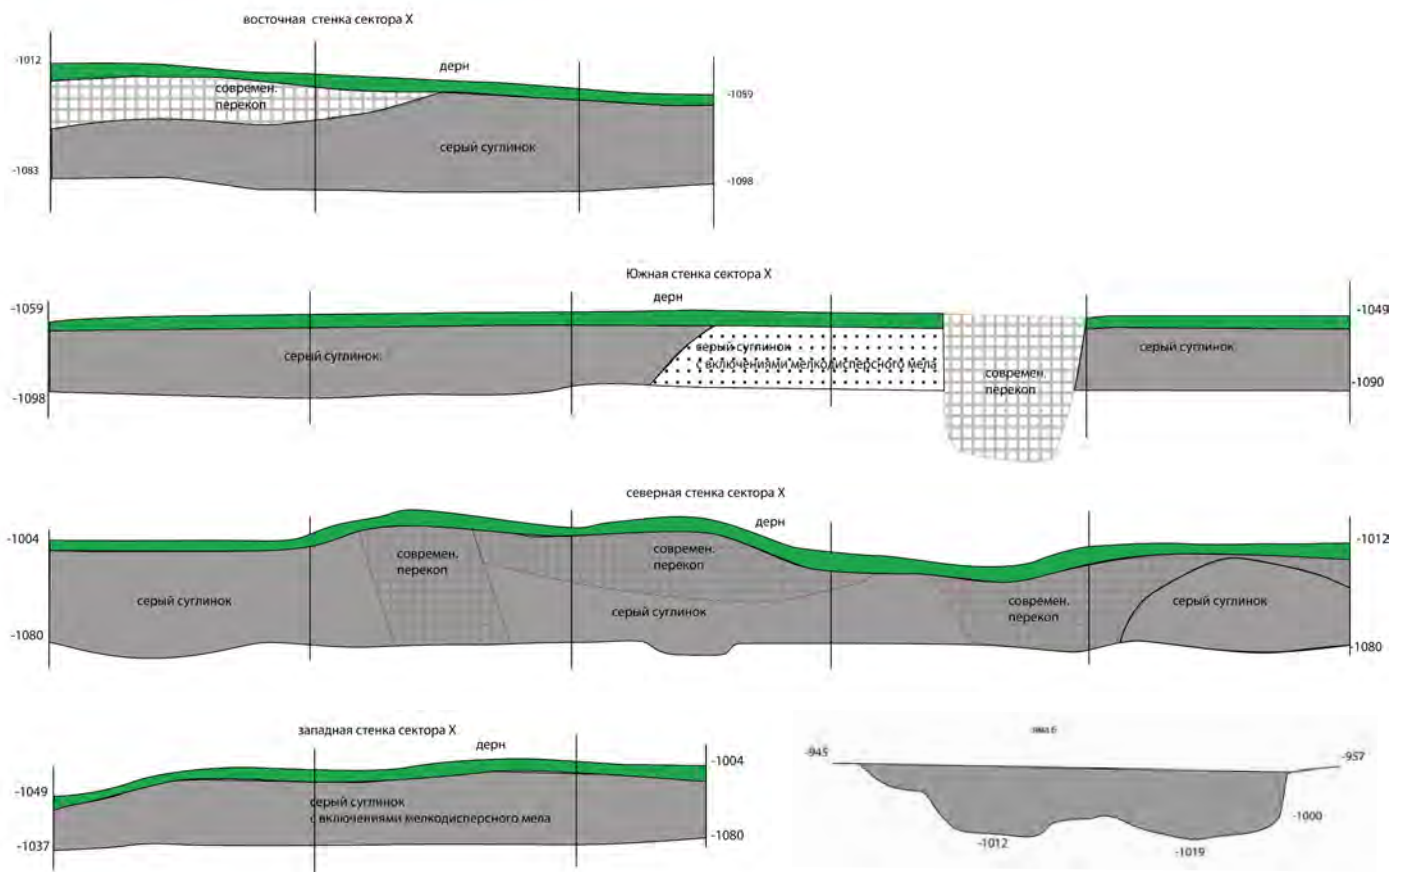 восточная стенка сектора X
-1012
дерн
современ.
перекоп
-1059
серый суглинок
-1083
-1098
Южная стенка сектора X
дерн
-1059
-1049
серый суглинок
серый суглинок
с включениями мелкодисперсного мела
современ.
перекоп
серый суглинок
-1090
-1098
северная стенка сектора X
дерн
-1004
-1012
современ.
перекоп
современ.
перекоп
серый суглинок
серый суглинок
современ.
перекоп
серый суглинок
-1080
-1080
западная стенка сектора X
дерн
-1004
-1049
серый суглинок
с включениями мелкодисперсного мела
-1080
-1037
яма 6
-945
-957
-1000
-1012
-1019